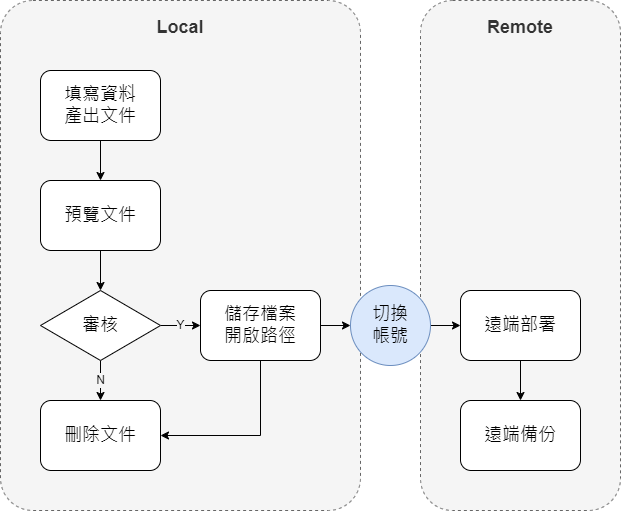 Local
Remote
填寫資料
產出文件
預覽文件
審核
Y
儲存檔案
開啟路徑
切換
帳號
遠端部署
N
刪除文件
遠端備份